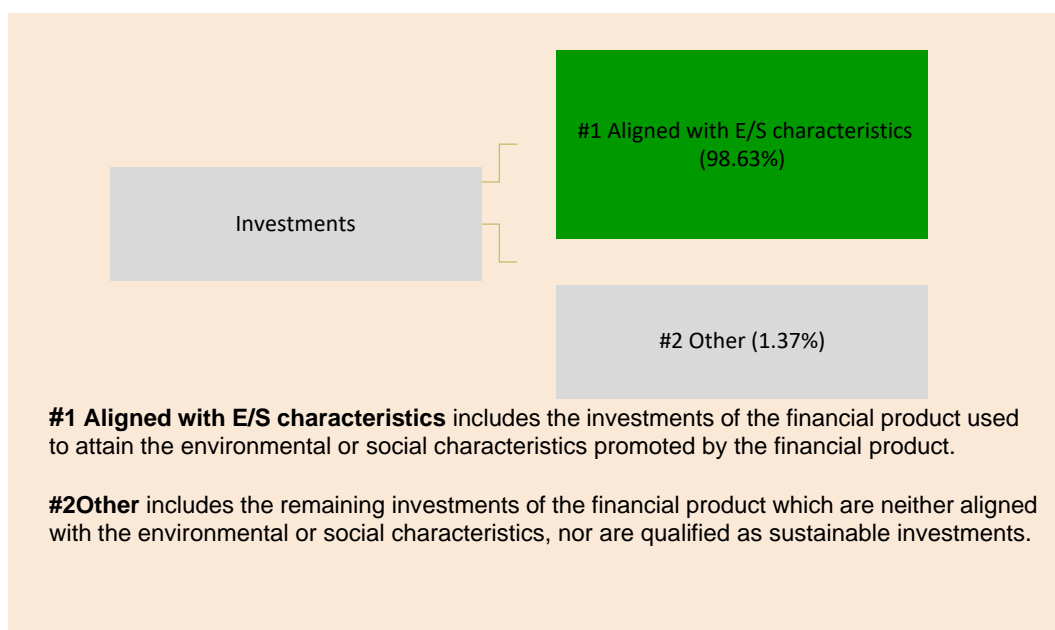 #1 Aligned with E/S characteristics
(98.63%)
Investments
#2 Other (1.37%)
#1 Aligned with E/S characteristics includes the investments of the financial product used
to attain the environmental or social characteristics promoted by the financial product.
#2Other includes the remaining investments of the financial product which are neither aligned
with the environmental or social characteristics, nor are qualified as sustainable investments.